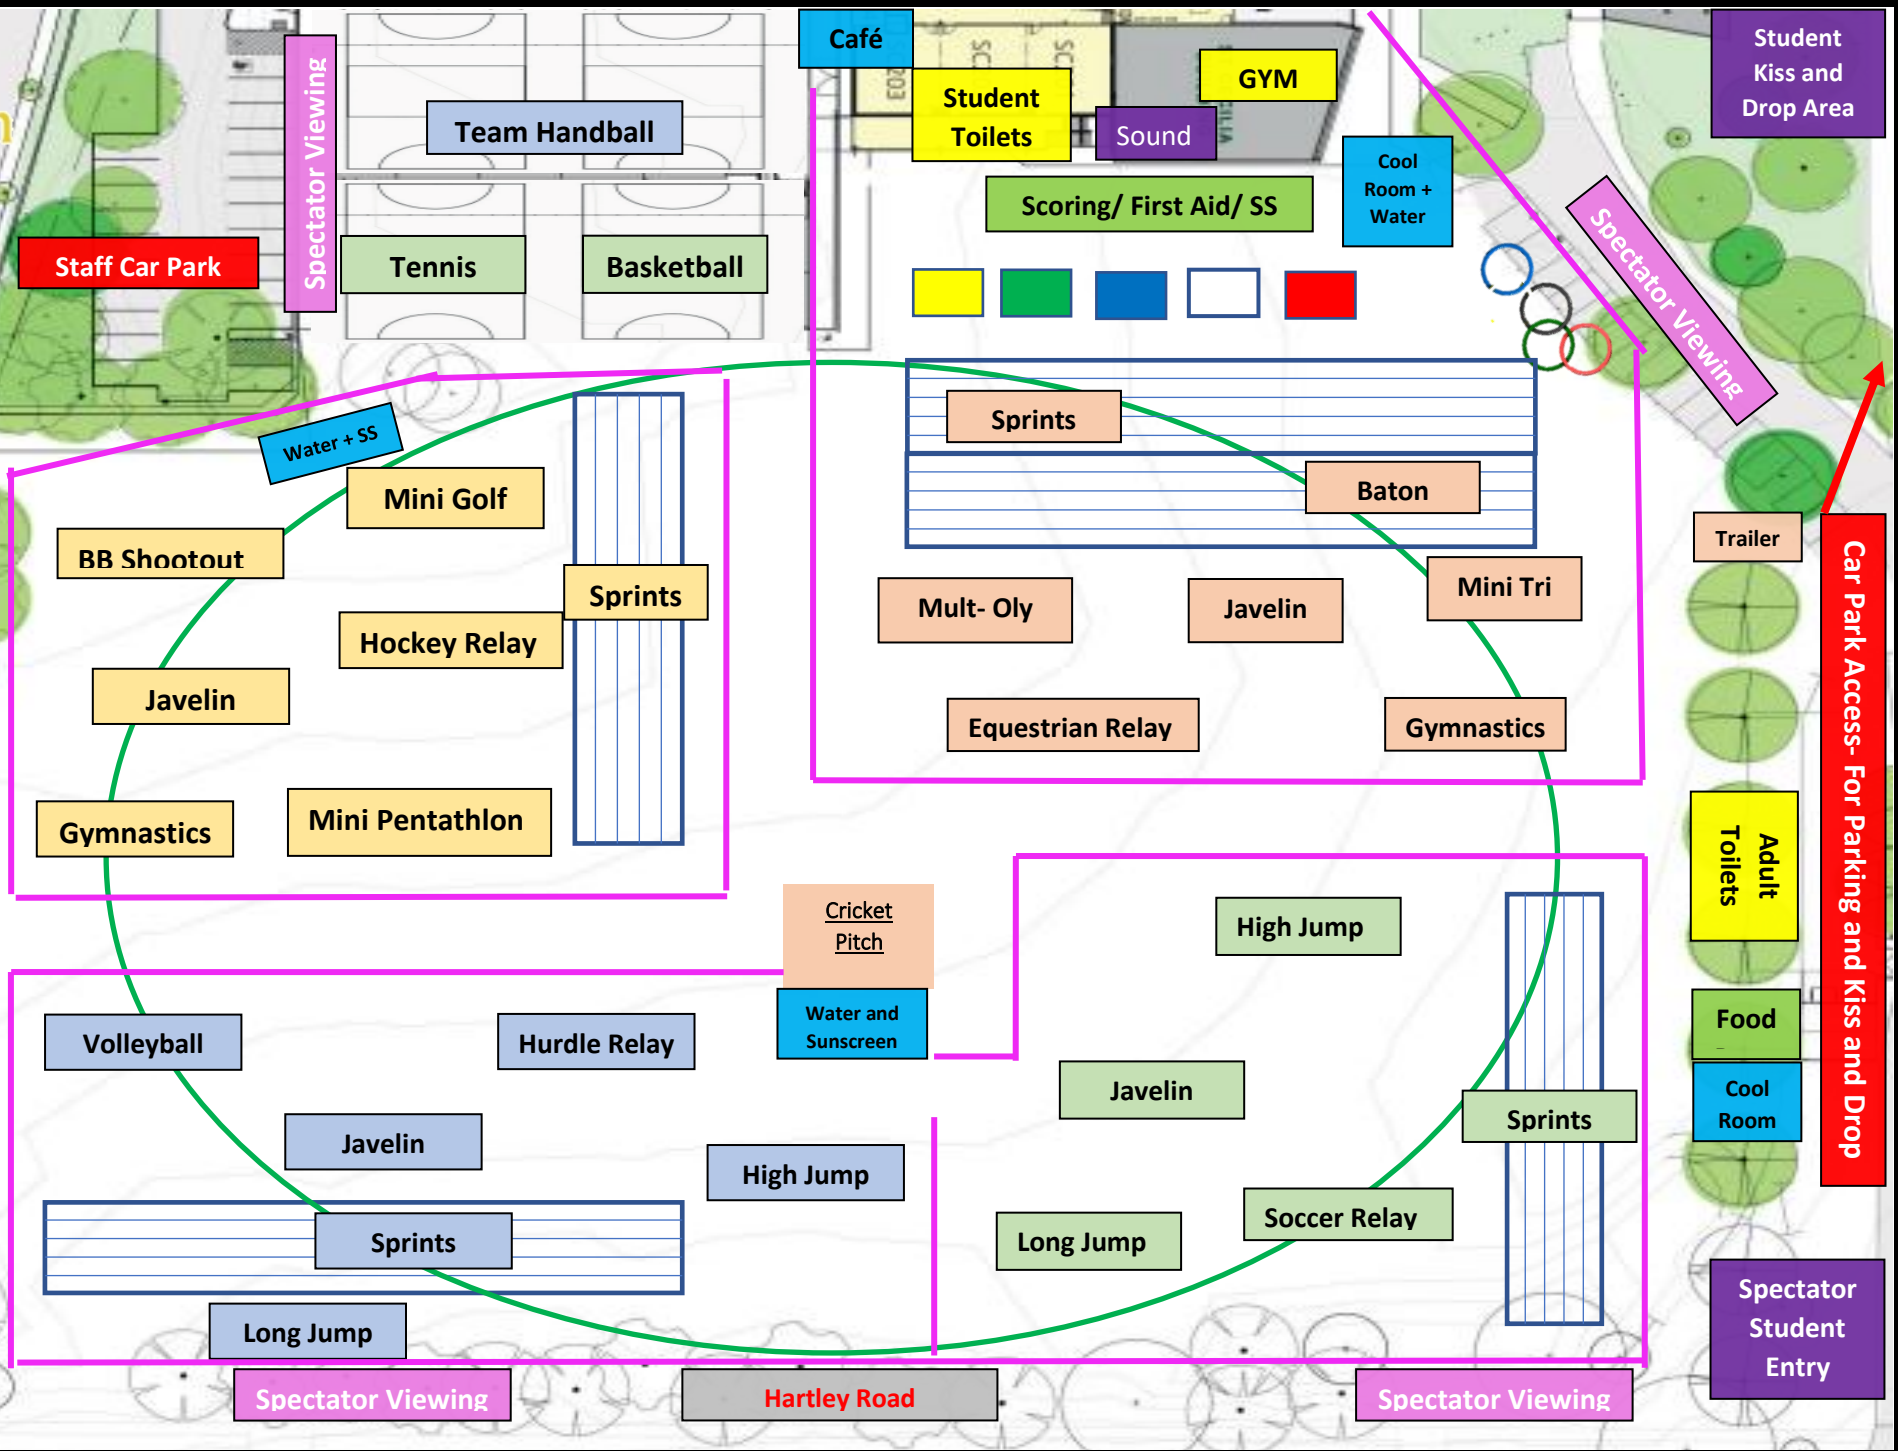 Café
Student
Kiss and
Drop Area
Spectator Viewing
Team Handball
Student
Toilets
GYM
Sound
Cool
Room +
Water
Scoring/ First Aid/ SS
Spectator Viewing
Staff Car Park
Tennis
Basketball
Water + SS
Sprints
Mini Golf
Baton
BB Shootout
Trailer
Sprints
Mini Tri
Mult- Oly
Javelin
Hockey Relay
Javelin
Equestrian Relay
Gymnastics
Car Park Access- For Parking and Kiss and Drop
Gymnastics
Mini Pentathlon
Adult
Toilets
Cricket
Pitch
High Jump
Water and
Sunscreen
Volleyball
Hurdle Relay
Food
Javelin
Cool
Room
Sprints
Javelin
High Jump
Sprints
Long Jump
Soccer Relay
Long Jump
Spectator
Student
Entry
Spectator Viewing
Hartley Road
Spectator Viewing